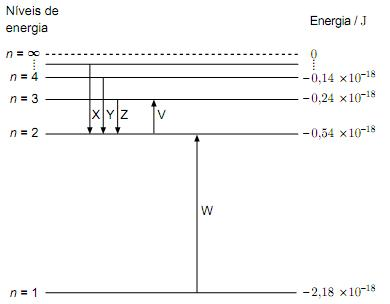 Níveis de energia
Energia / J
n = ∞ 0
n = 4 −0,14 ×10⁻¹⁸
n = 3 −0,24 ×10⁻¹⁸
X Y Z V
n = 2 −0,54 ×10⁻¹⁸
W
n = 1 −2,18 ×10⁻¹⁸